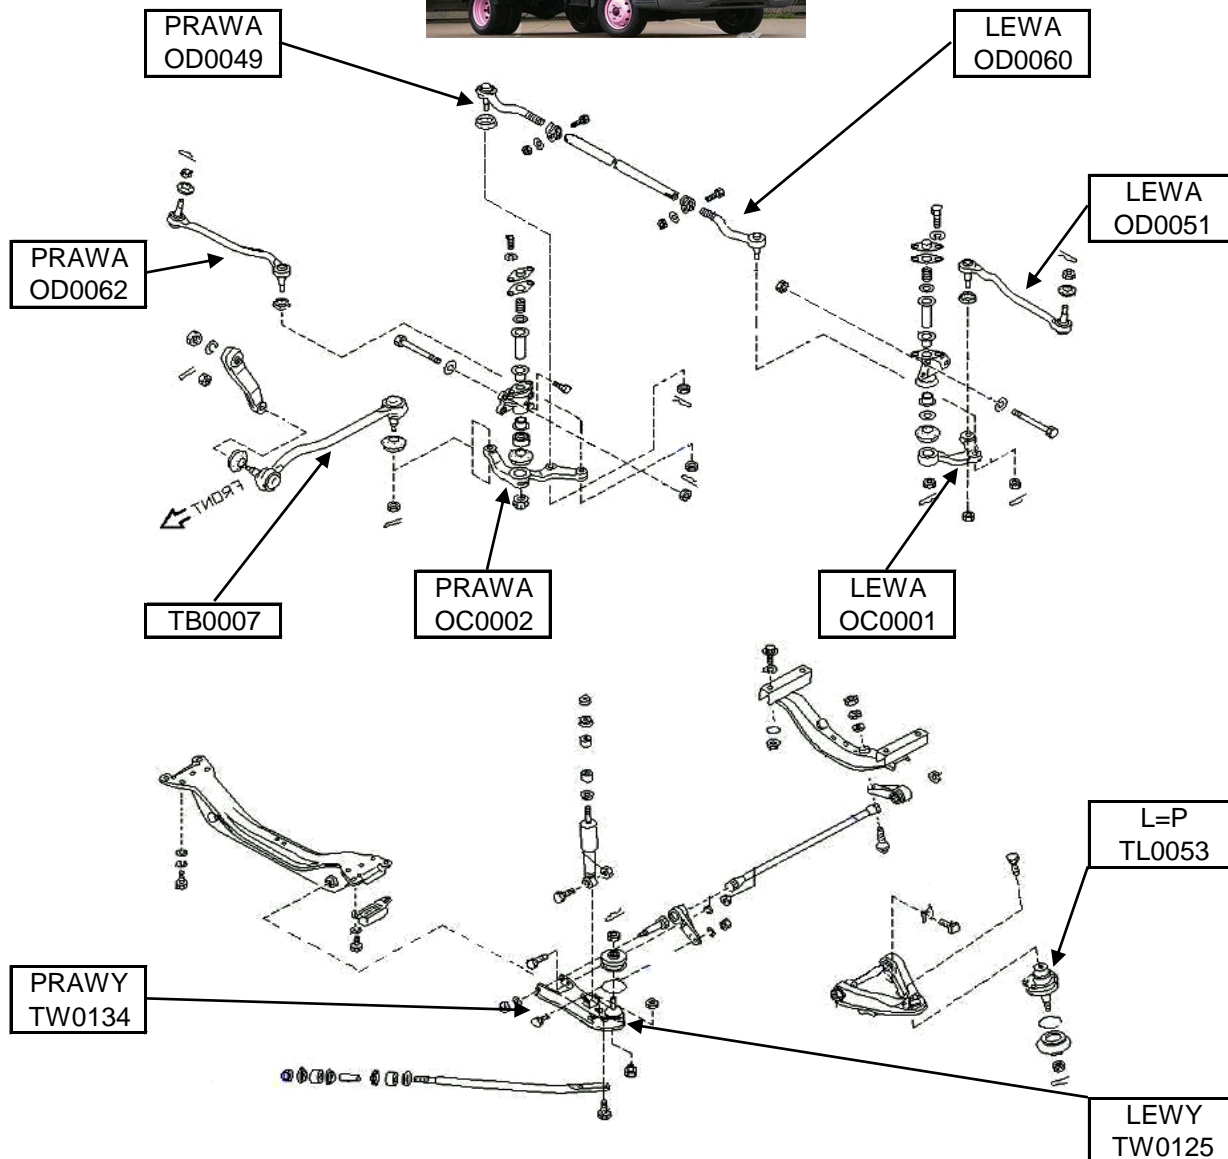 PRAWA
OD0049
LEWA
OD0060
LEWA
OD0051
PRAWA
OD0062
FRONT
TB0007
PRAWA
OC0002
LEWA
OC0001
L=P
TL0053
PRAWY
TW0134
LEWY
TW0125